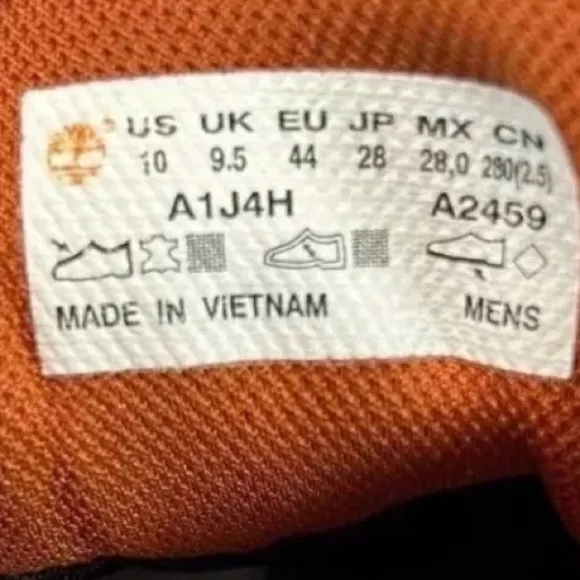 US UK EU JP MX CN
10 9.5 44 28 28,0 280(2.5)
A1J4H A2459
MADE IN VIETNAM MENS